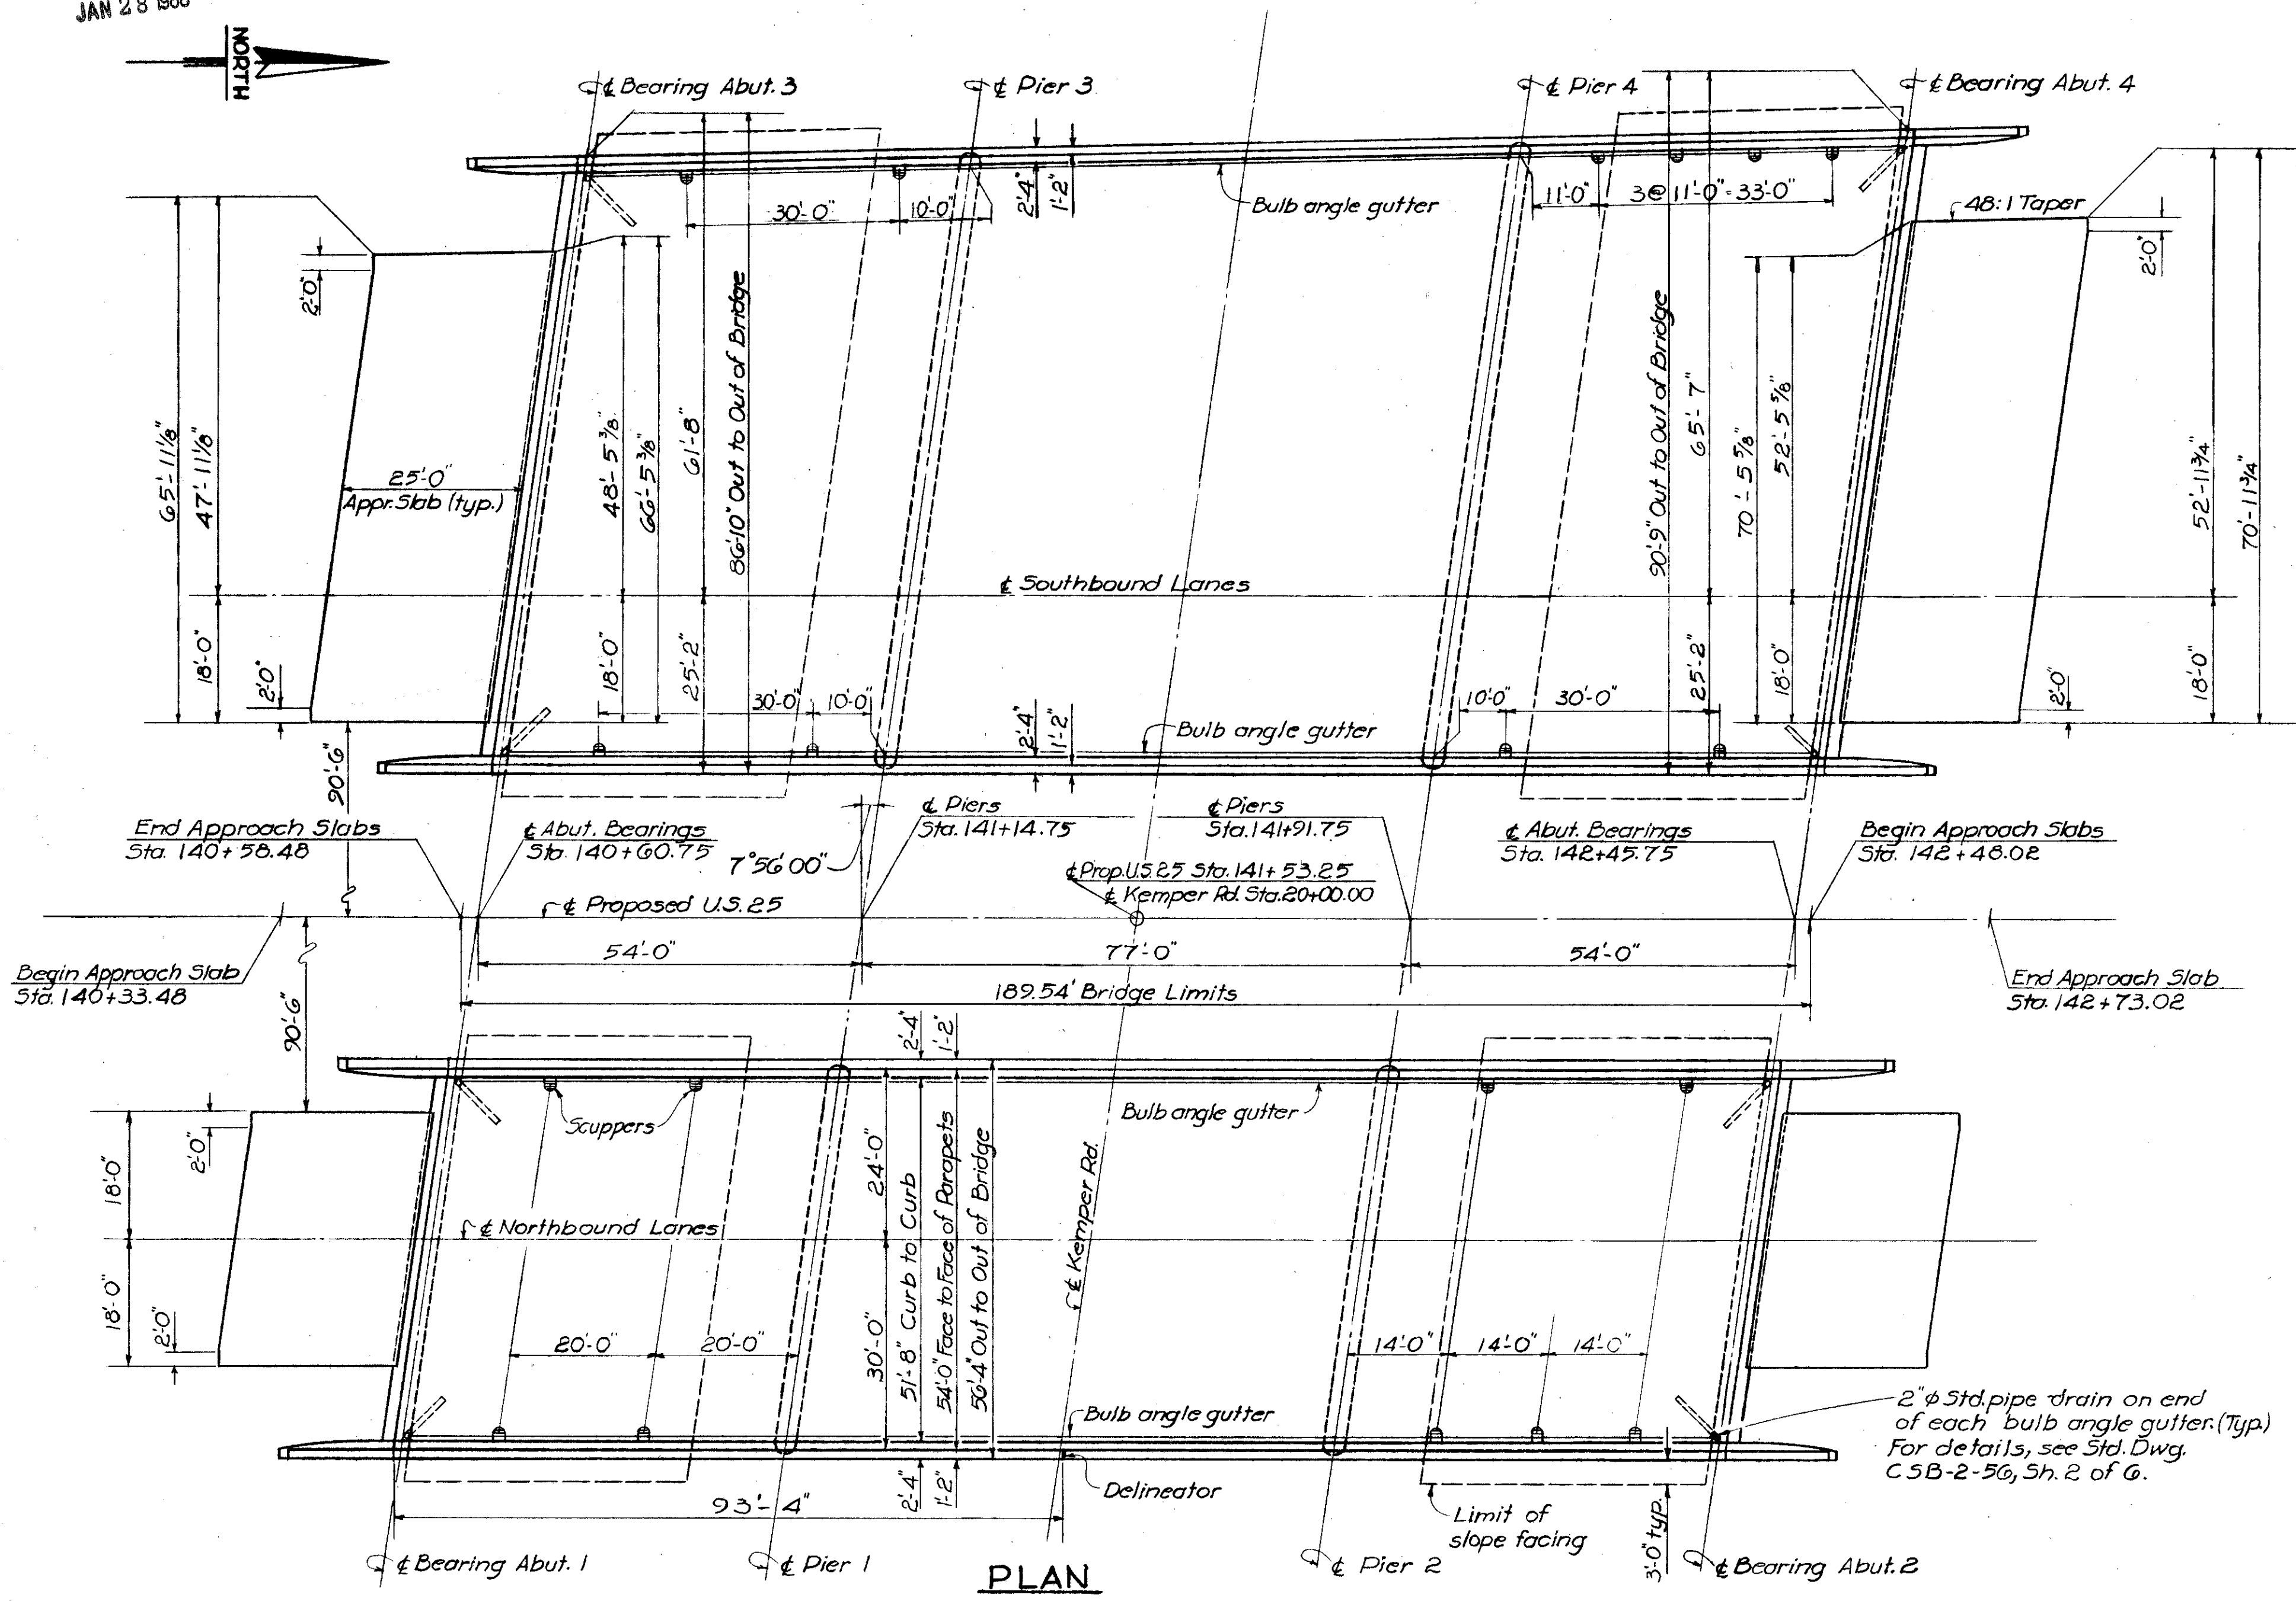 JAN 28 1966
NORTH
℄ Bearing Abut. 3
℄ Pier 3
℄ Pier 4
℄ Bearing Abut. 4
2'-4"
1'-2"
30'-0"
10'-0"
Bulb angle gutter
11'-0"
3@11'-0"=33'-0"
48:1 Taper
2'-0"
2'-0"
65'-11⅛"
47'-11⅛"
25'-0"
Appr. Slab (typ.)
48'-5⅜"
66'-5⅜"
61'-8"
86'-10" Out to Out of Bridge
90'-9" Out to Out of Bridge
65'-7"
70'-5⅝"
52'-5⅝"
52'-11¾"
70'-11¾"
℄ Southbound Lanes
18'-0"
2'-0"
18'-0"
25'-2"
30'-0"
10'-0"
2'-4"
1'-2"
Bulb angle gutter
10'-0"
30'-0"
25'-2"
18'-0"
2'-0"
18'-0"
90'-6"
End Approach Slabs
Sta. 140+58.48
℄ Abut. Bearings
Sta. 140+60.75
7°56'00"
℄ Piers
Sta. 141+14.75
℄ Piers
Sta. 141+91.75
℄ Abut. Bearings
Sta. 142+45.75
Begin Approach Slabs
Sta. 142+48.02
℄ Prop. U.S. 25 Sta. 141+53.25
℄ Kemper Rd. Sta. 20+00.00
℄ Proposed U.S. 25
54'-0"
77'-0"
54'-0"
Begin Approach Slab
Sta. 140+33.48
189.54' Bridge Limits
End Approach Slab
Sta. 142+73.02
90'-6"
2'-4"
1'-2"
Scuppers
Bulb angle gutter
2'-0"
18'-0"
18'-0"
2'-0"
℄ Northbound Lanes
24'-0"
30'-0"
51'-8" Curb to Curb
54'-0" Face to Face of Parapets
56'-4" Out to Out of Bridge
℄ Kemper Rd.
20'-0"
20'-0"
14'-0"
14'-0"
14'-0"
Bulb angle gutter
2"ϕ Std. pipe drain on end
of each bulb angle gutter. (Typ.)
For details, see Std. Dwg.
CSB-2-56, Sh. 2 of 6.
93'-4"
2'-4"
1'-2"
Delineator
Limit of
slope facing
3'-0" typ.
℄ Bearing Abut. 1
℄ Pier 1
PLAN
℄ Pier 2
℄ Bearing Abut. 2